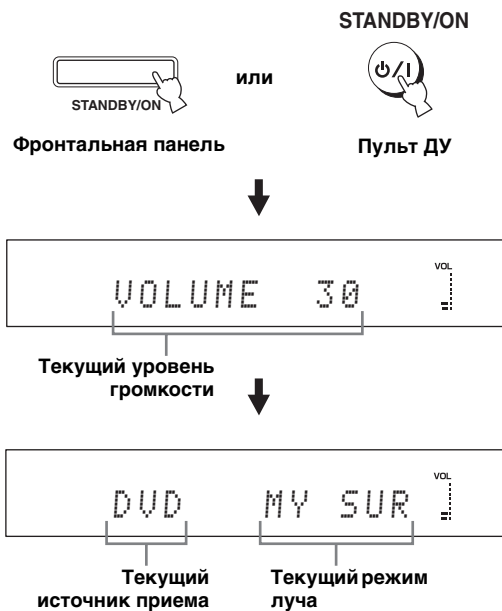 STANDBY/ON
или
STANDBY/ON
Фронтальная панель
Пульт ДУ
VOL
VOLUME 30
Текущий уровень
громкости
VOL
DVD MY SUR
Текущий
источник приема
Текущий режим
луча